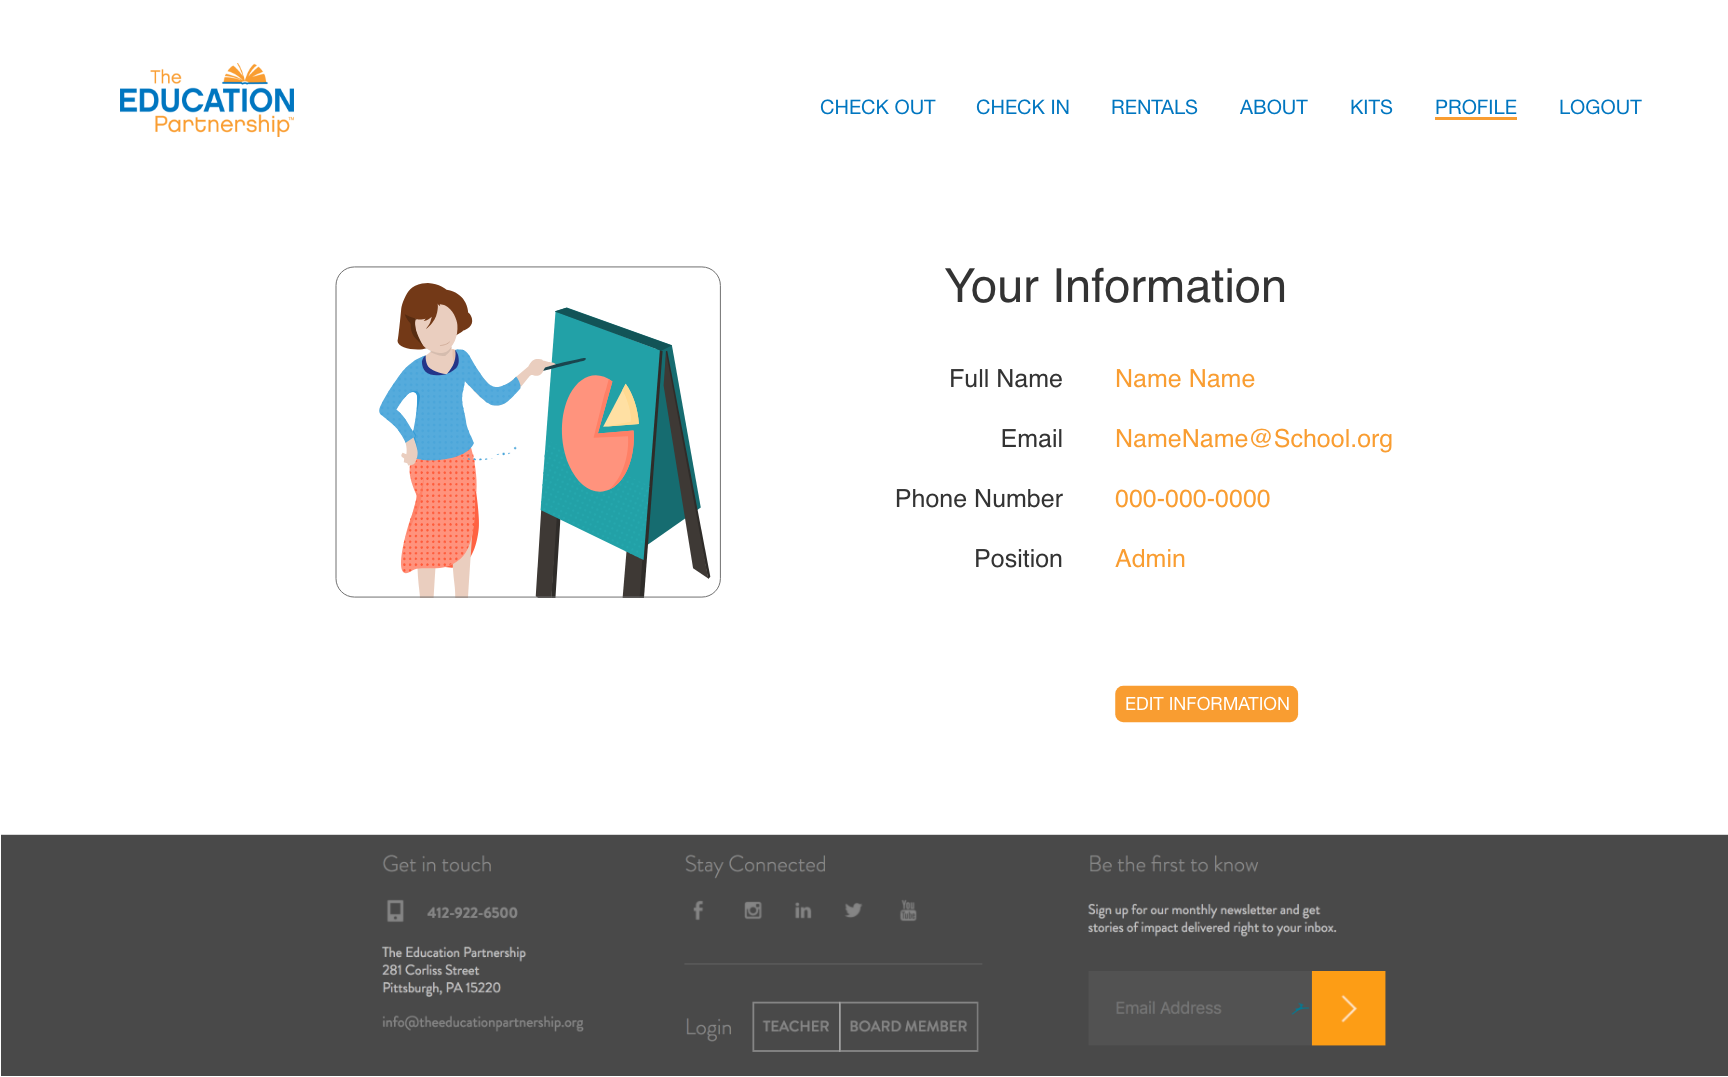 The
EDUCATION
Partnership™
CHECK OUT CHECK IN RENTALS ABOUT KITS PROFILE LOGOUT
Your Information
Full Name Name Name
Email NameName@School.org
Phone Number 000-000-0000
Position Admin
EDIT INFORMATION
Get in touch
412-922-6500
The Education Partnership
281 Corliss Street
Pittsburgh, PA 15220
info@theeducationpartnership.org
Stay Connected
f in You Tube
Login TEACHER BOARD MEMBER
Be the first to know
Sign up for our monthly newsletter and get
stories of impact delivered right to your inbox.
Email Address